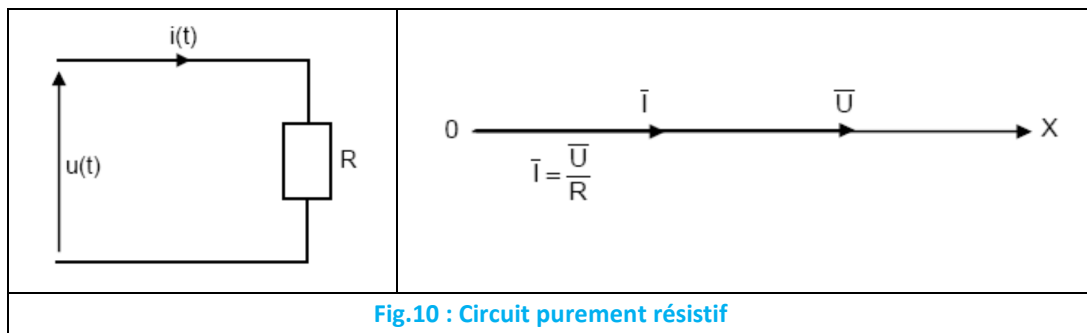 i(t)
u(t)
R
0
Ī
U̅
X
Ī = U̅/R
Fig.10 : Circuit purement résistif